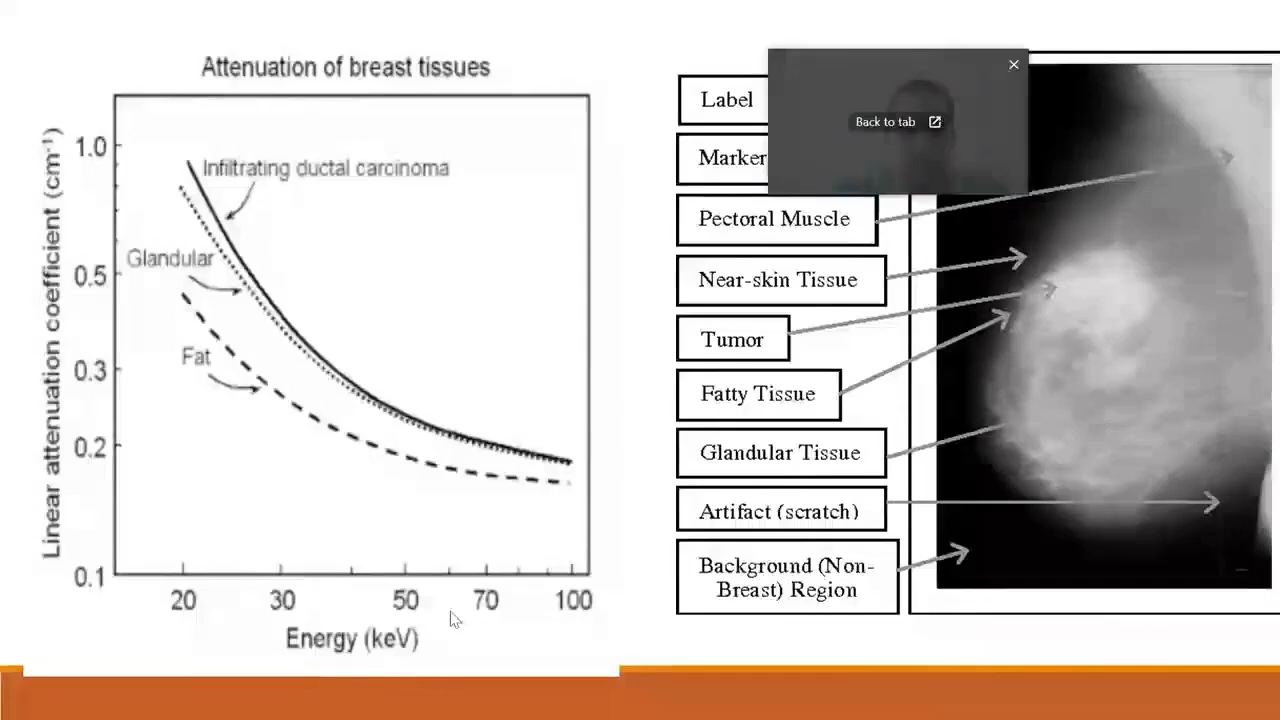 Attenuation of breast tissues
Linear attenuation coefficient (cm⁻¹)
1.0
0.5
0.3
0.2
0.1
Infiltrating ductal carcinoma
Glandular
Fat
20
30
50
70
100
Energy (keV)
Label
Marker
Pectoral Muscle
Near-skin Tissue
Tumor
Fatty Tissue
Glandular Tissue
Artifact (scratch)
Background (Non-
Breast) Region
Back to tab